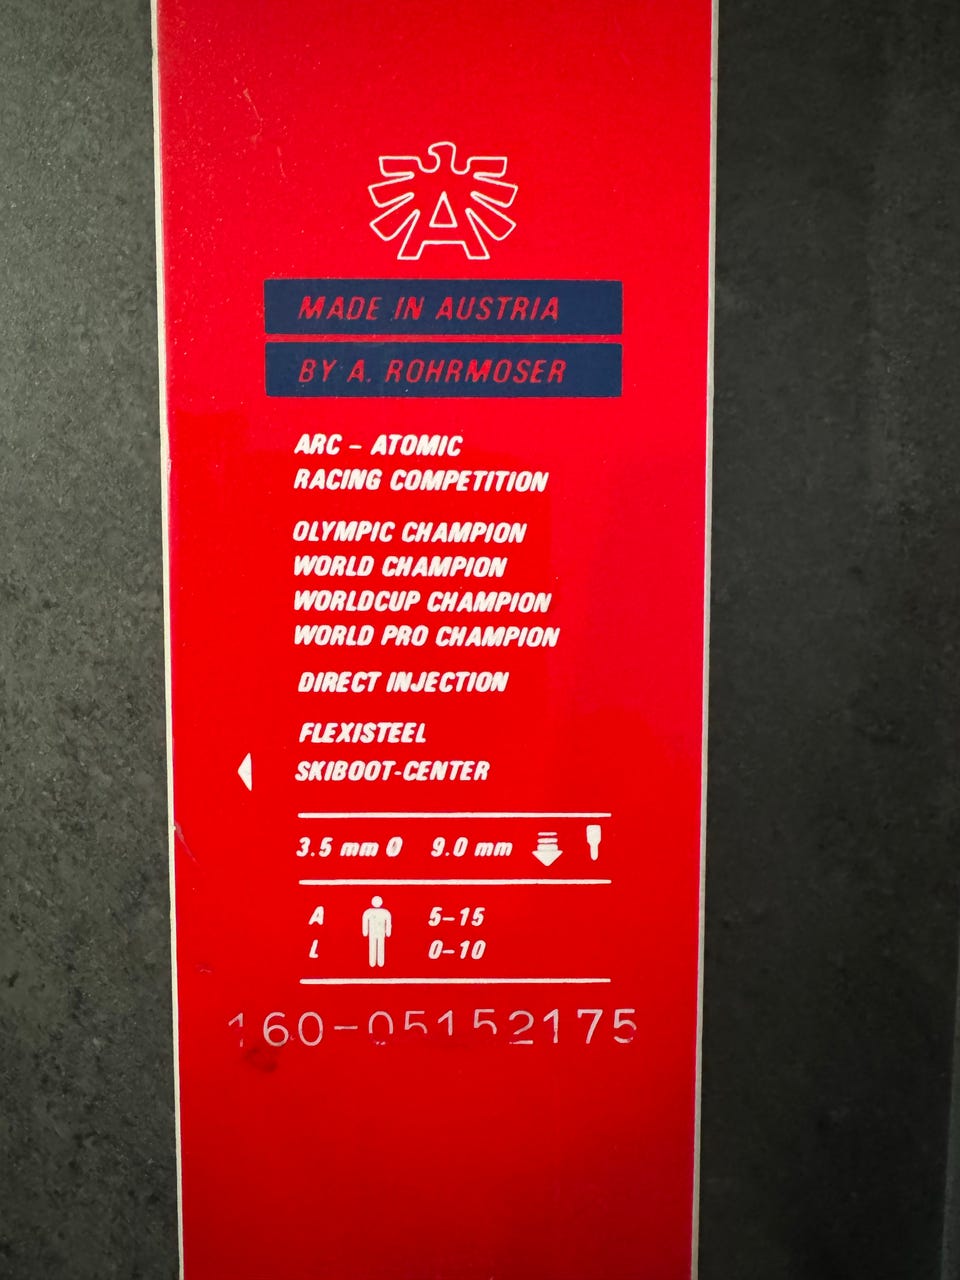 A
MADE IN AUSTRIA
BY A. ROHRMOSER
ARC - ATOMIC
RACING COMPETITION
OLYMPIC CHAMPION
WORLD CHAMPION
WORLDCUP CHAMPION
WORLD PRO CHAMPION
DIRECT INJECTION
FLEXISTEEL
SKIBOOT-CENTER
3.5 mm Ø 9.0 mm
A 5-15
L 0-10
160-05152175